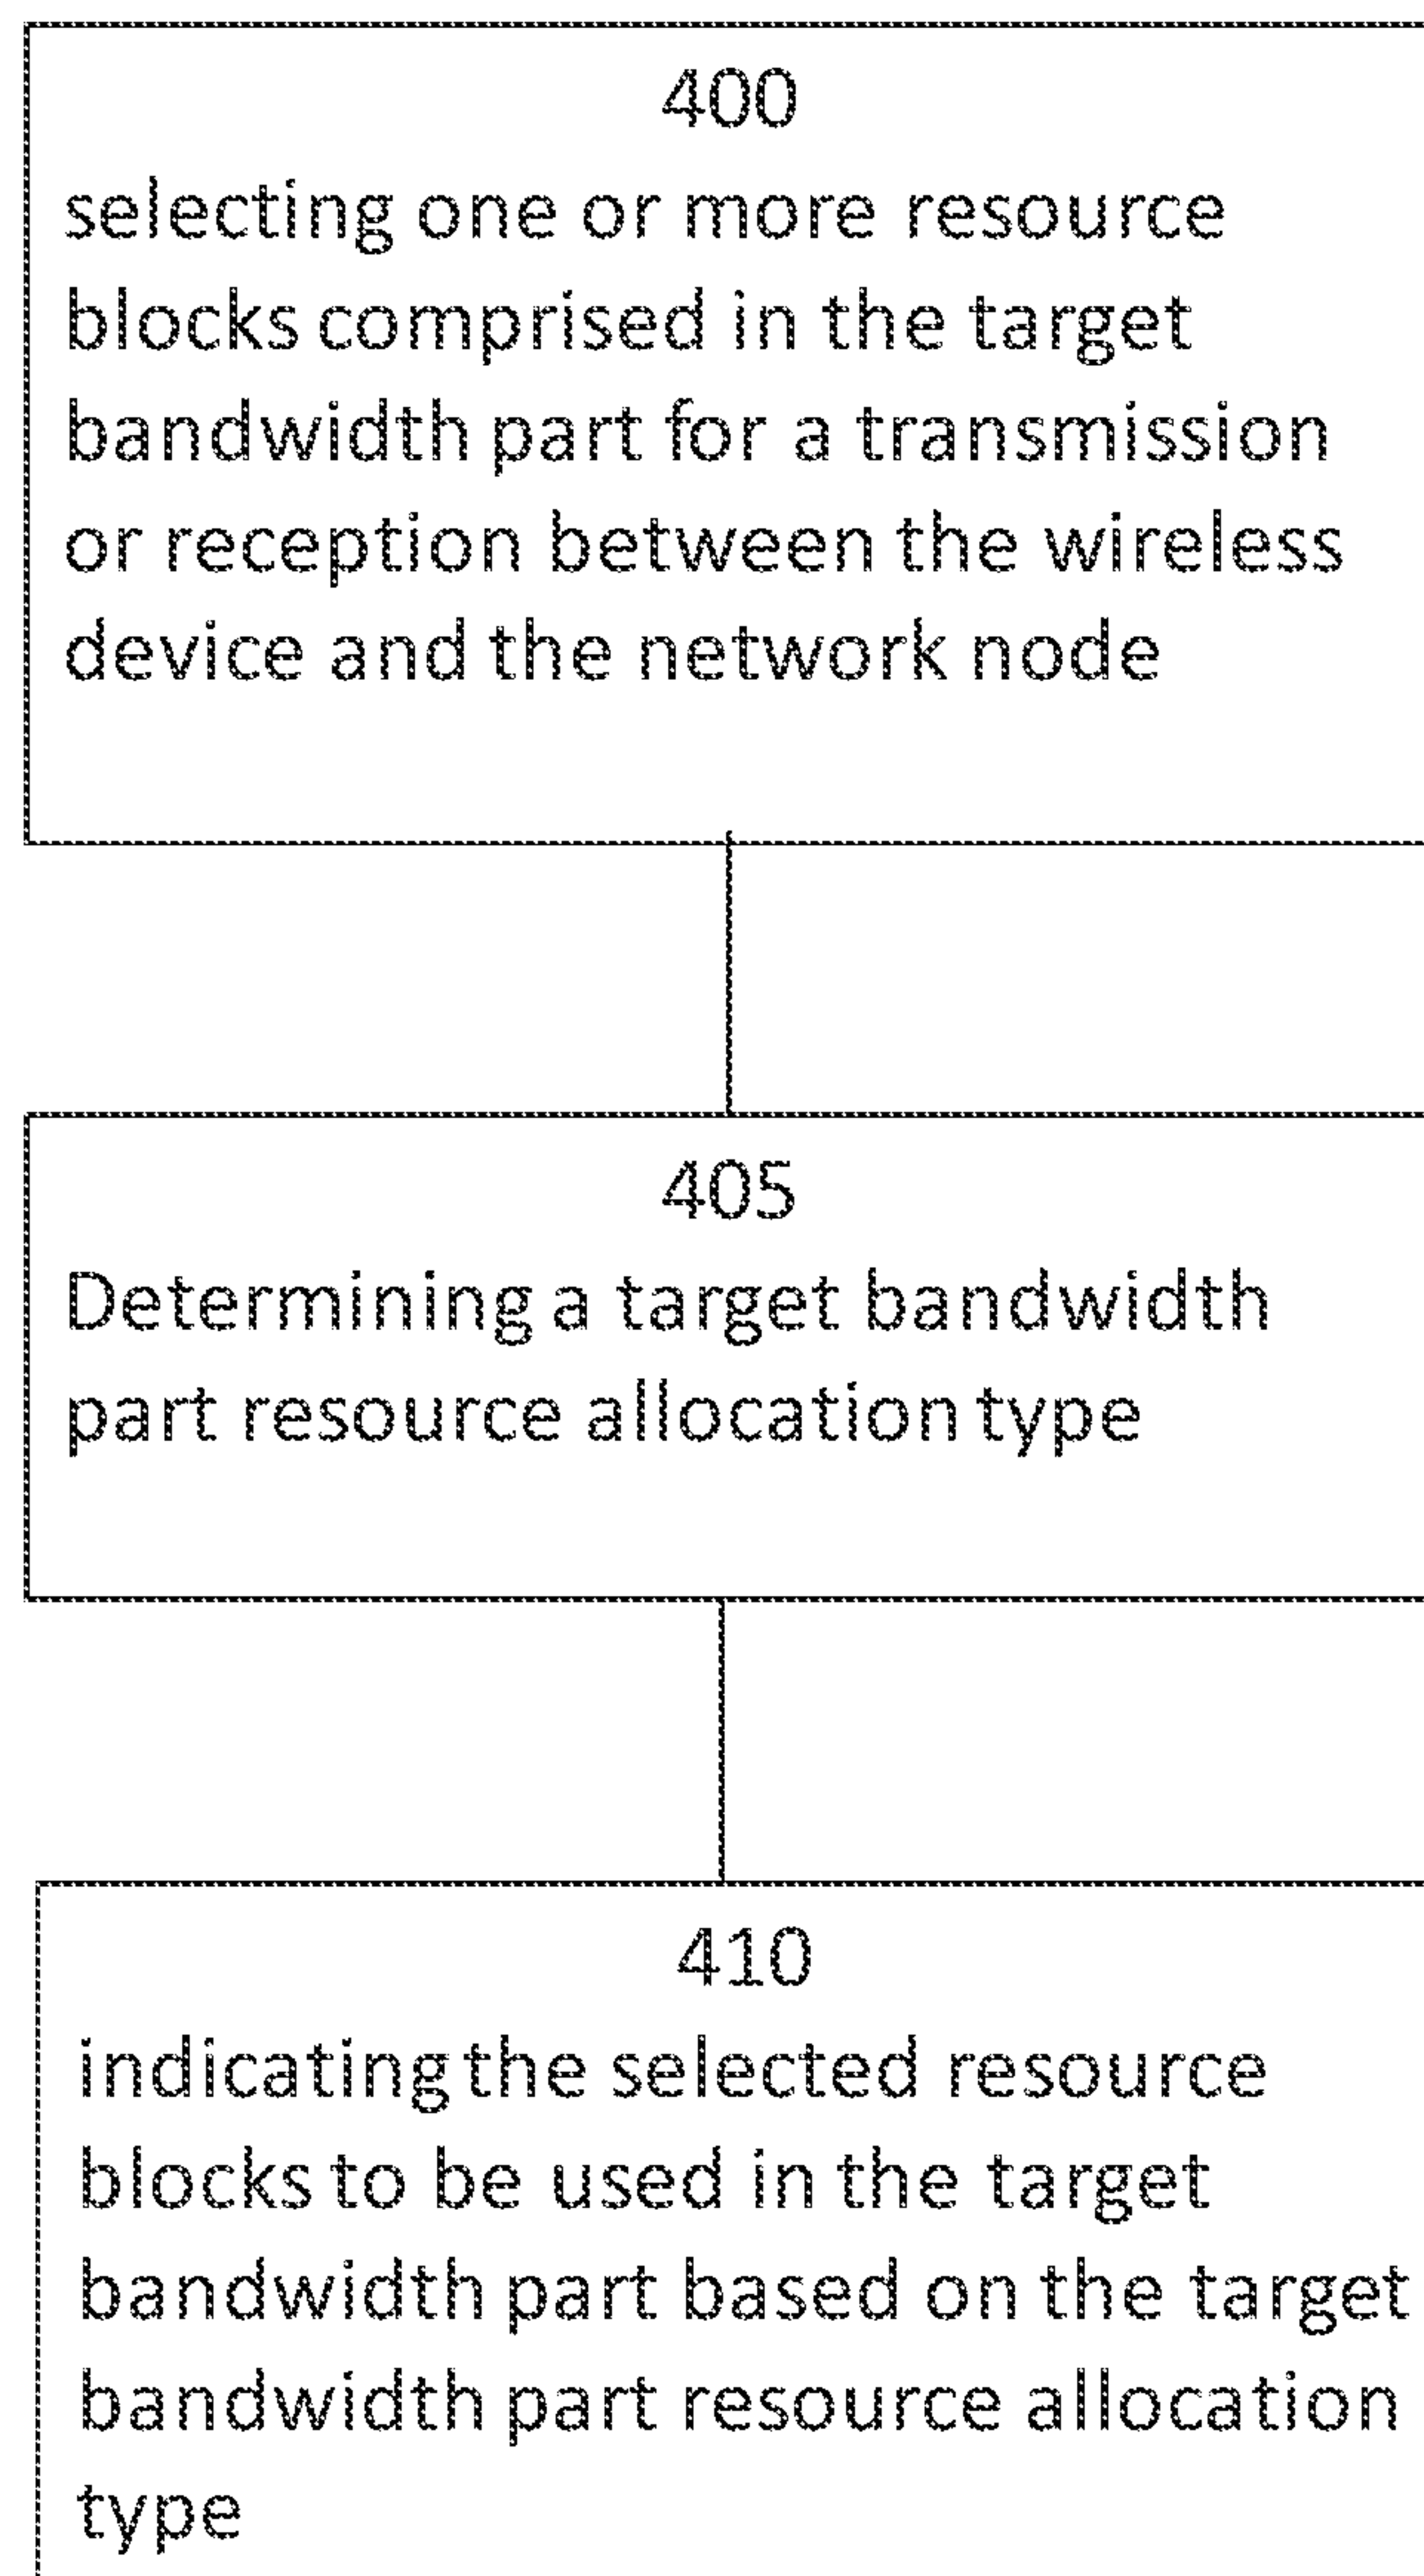 400
selecting one or more resource
blocks comprised in the target
bandwidth part for a transmission
or reception between the wireless
device and the network node
405
Determining a target bandwidth
part resource allocation type
410
indicating the selected resource
blocks to be used in the target
bandwidth part based on the target
bandwidth part resource allocation
type